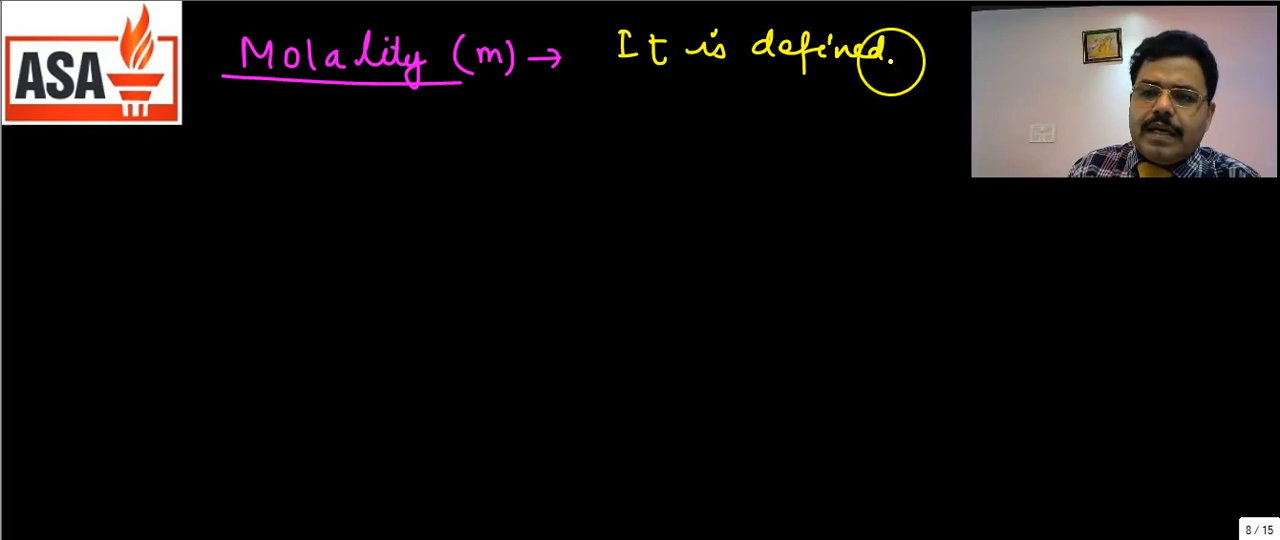 ASA
Molality (m) → It is defined
8 / 15